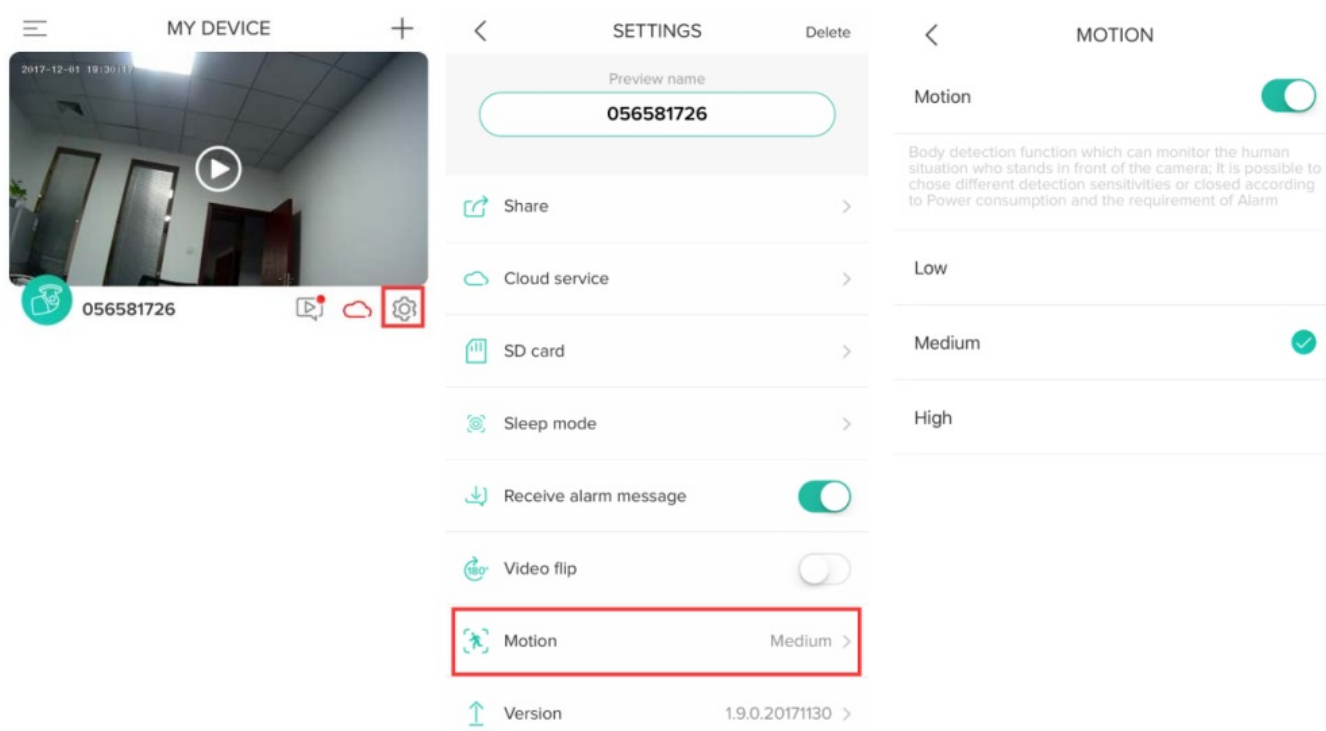 MY DEVICE
2017-12-01 19:30:17
056581726
SETTINGS
Delete
Preview name
056581726
Share
Cloud service
SD card
Sleep mode
Receive alarm message
180°
Video flip
Motion
Medium
Version
1.9.0.20171130
MOTION
Motion
Body detection function which can monitor the human
situation who stands in front of the camera; It is possible to
chose different detection sensitivities or closed according
to Power consumption and the requirement of Alarm
Low
Medium
High